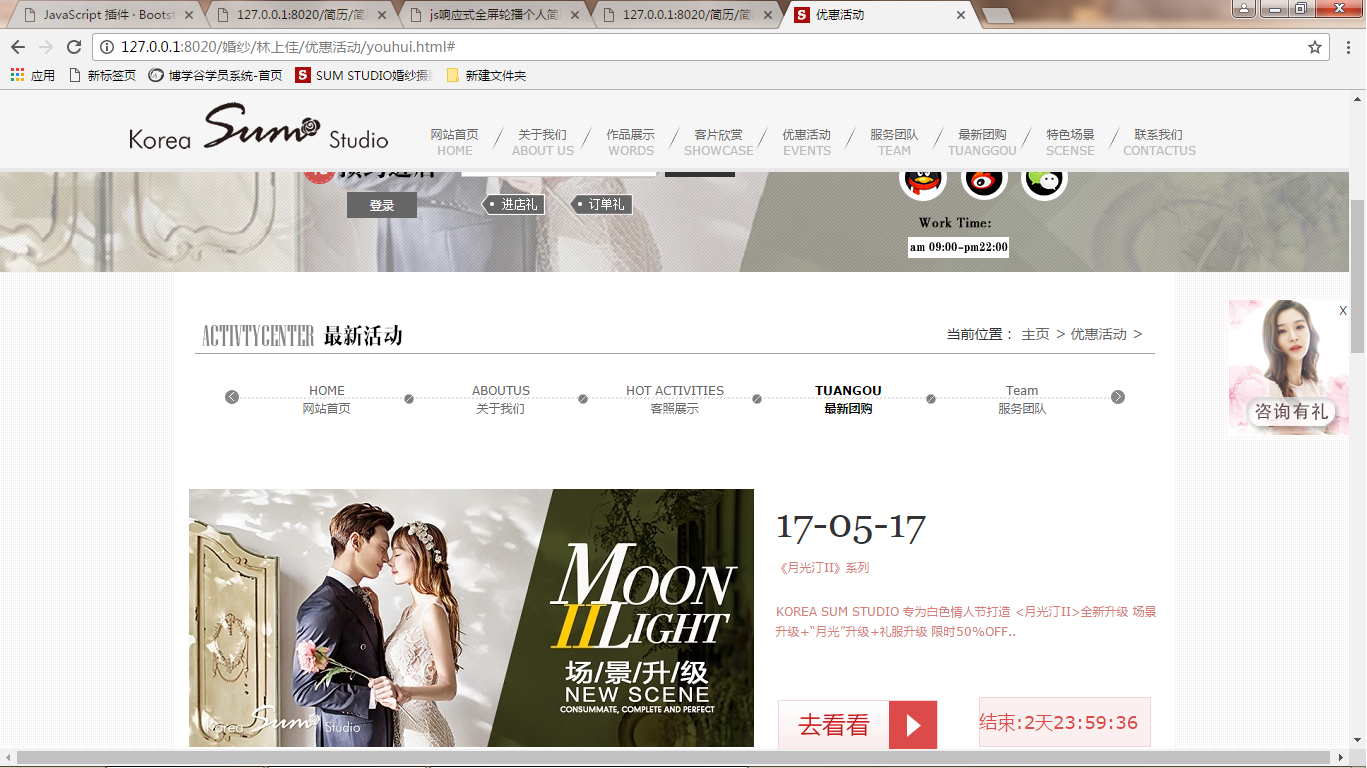 JavaScript 插件 · Bootst
127.0.0.1:8020/简历/简
js响应式全屏轮播个人简
127.0.0.1:8020/简历/简
S 优惠活动
127.0.0.1:8020/婚纱/林上佳/优惠活动/youhui.html#
应用 新标签页 博学谷学员系统-首页 S SUM STUDIO婚纱摄 新建文件夹
Korea Sum Studio
网站首页 关于我们 作品展示 客片欣赏 优惠活动 服务团队 最新团购 特色场景 联系我们
HOME ABOUT US WORDS SHOWCASE EVENTS TEAM TUANGGOU SCENSE CONTACTUS
登录 进店礼 订单礼
Work Time:
am 09:00-pm22:00
ACTIVTYCENTER 最新活动
当前位置： 主页 > 优惠活动 >
HOME ABOUTUS HOT ACTIVITIES TUANGOU Team
网站首页 关于我们 客照展示 最新团购 服务团队
X
咨询有礼
MOON
II LIGHT
场/景/升/级
NEW SCENE
CONSUMMATE, COMPLETE AND PERFECT
Korea Sum Studio
17-05-17
《月光汀II》系列
KOREA SUM STUDIO 专为白色情人节打造 <月光汀II>全新升级 场景
升级+“月光”升级+礼服升级 限时50%OFF..
去看看
结束:2天23:59:36